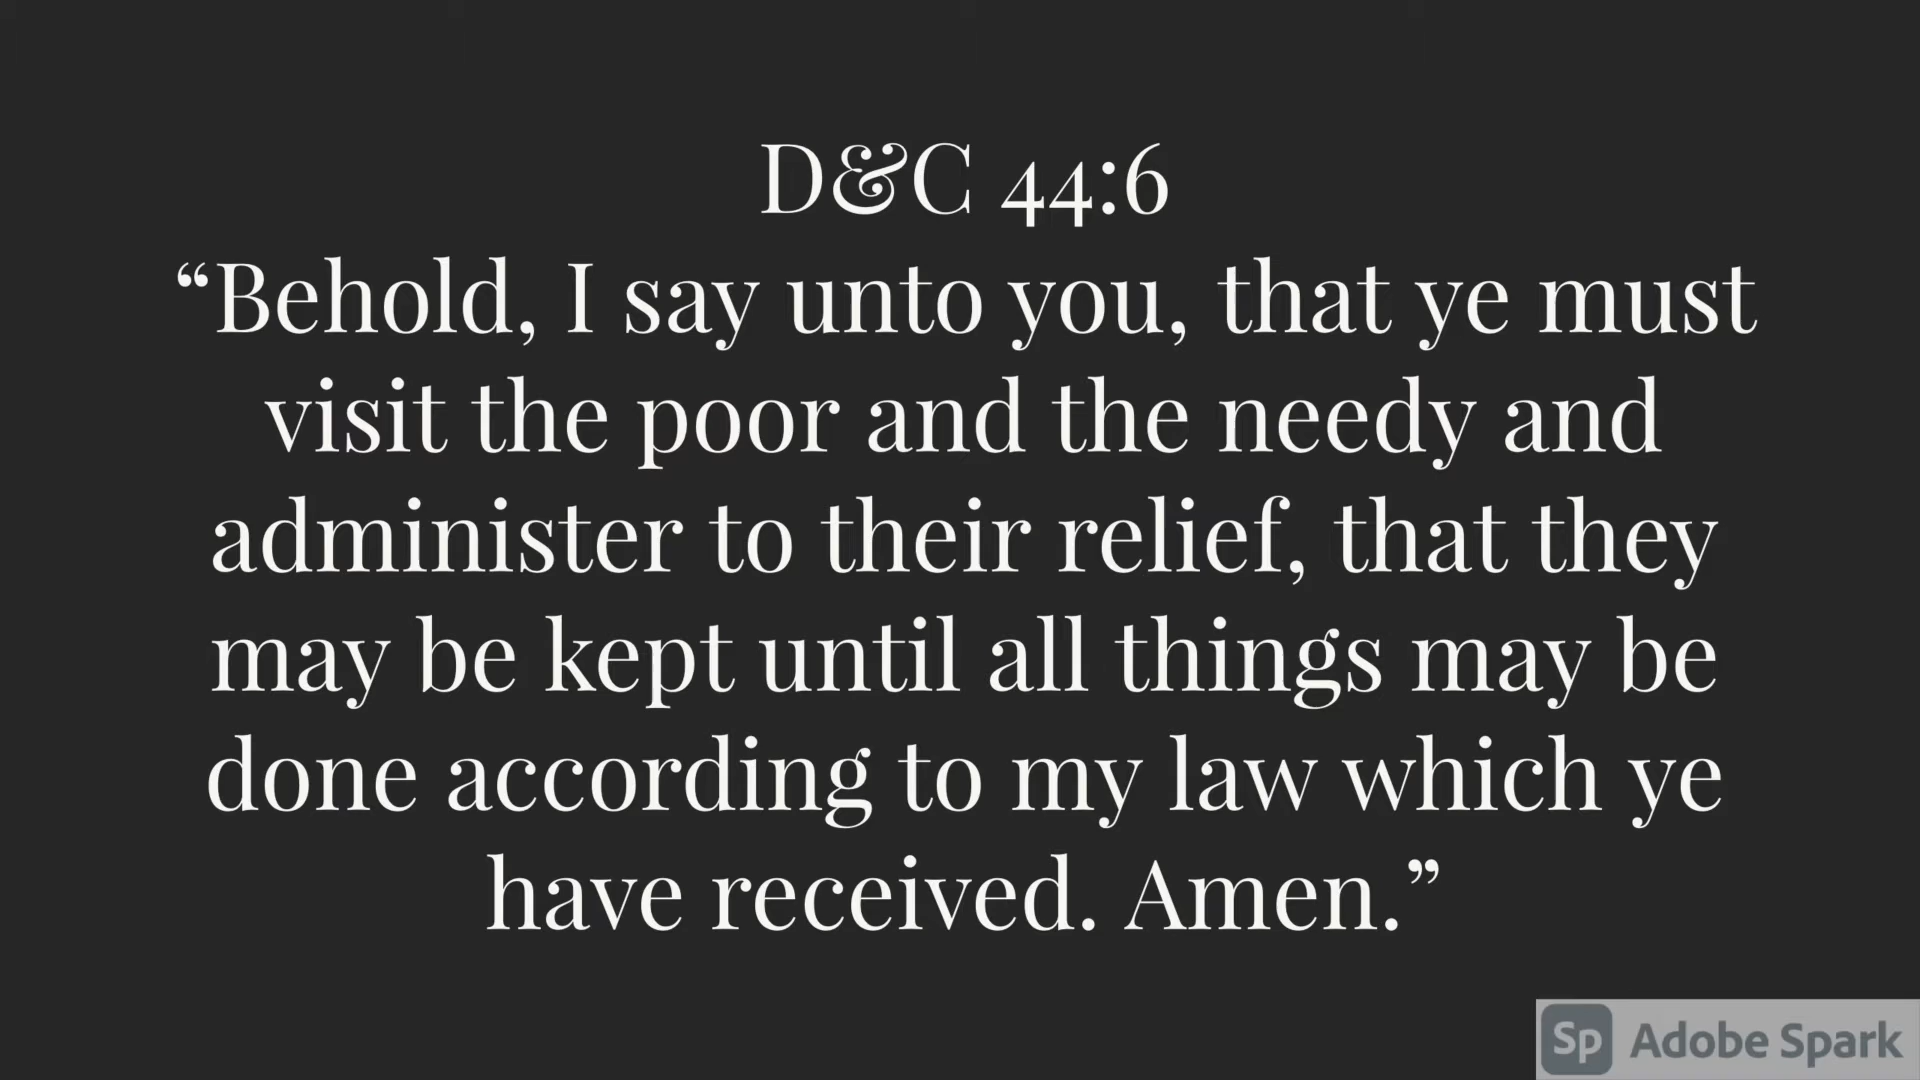 D&C 44:6
“Behold, I say unto you, that ye must
visit the poor and the needy and
administer to their relief, that they
may be kept until all things may be
done according to my law which ye
have received. Amen.”
Sp Adobe Spark